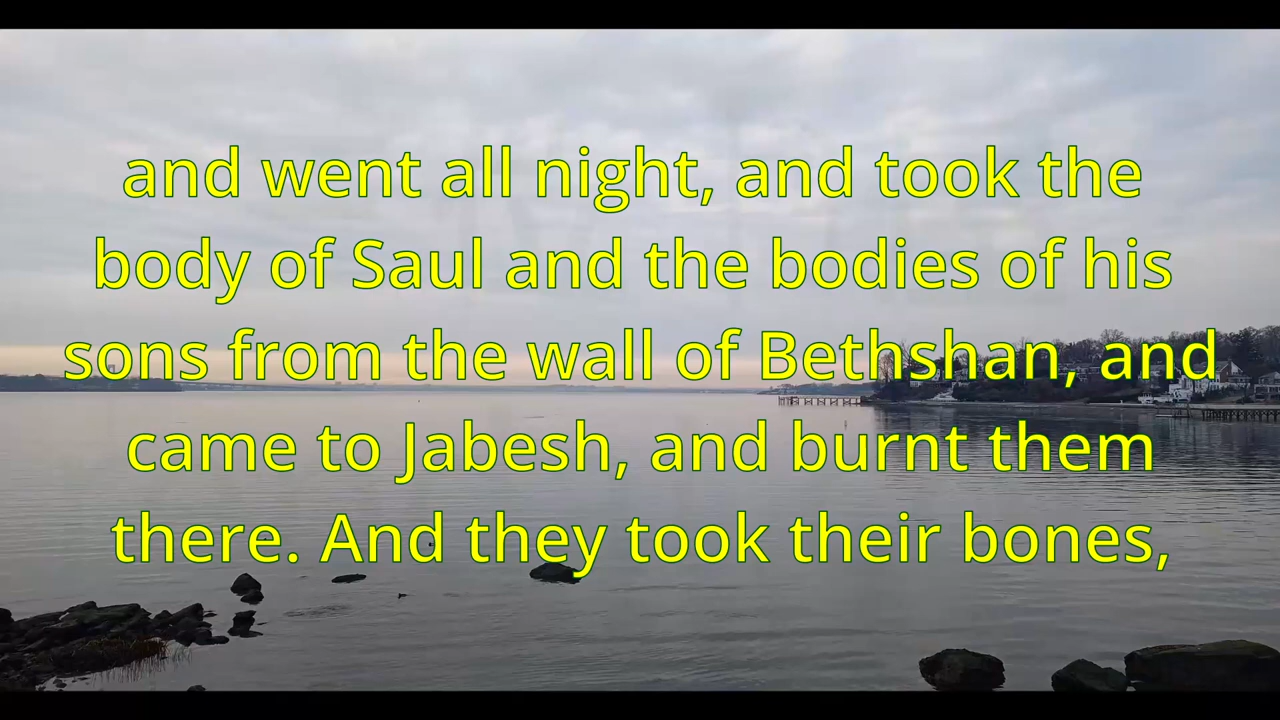 and went all night, and took the
body of Saul and the bodies of his
sons from the wall of Bethshan, and
came to Jabesh, and burnt them
there. And they took their bones,